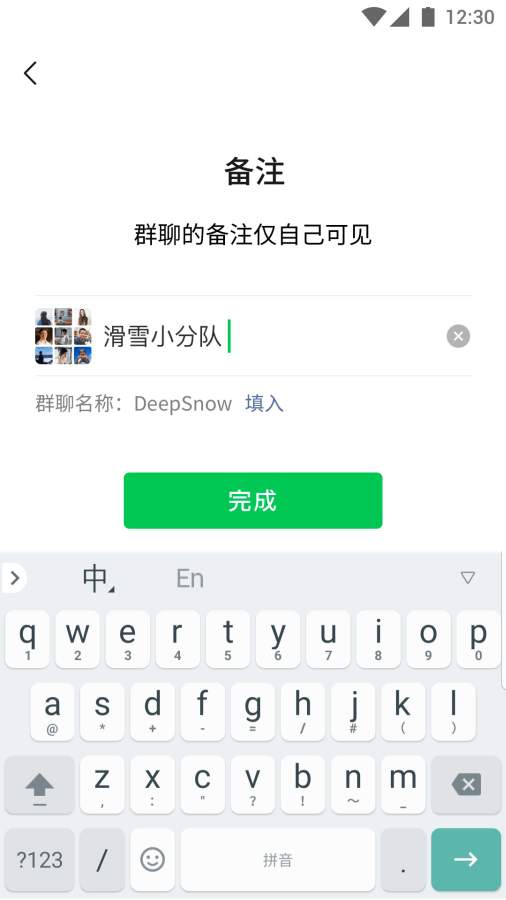 12:30
备注
群聊的备注仅自己可见
滑雪小分队
群聊名称：DeepSnow 填入
完成
中 En
q w e r t y u i o p
1 2 3 4 5 6 7 8 9 0
a s d f g h j k l
@ * + - = / # ( )
z x c v b n m
, : " ? ! ～ _
?123 / 拼音 .